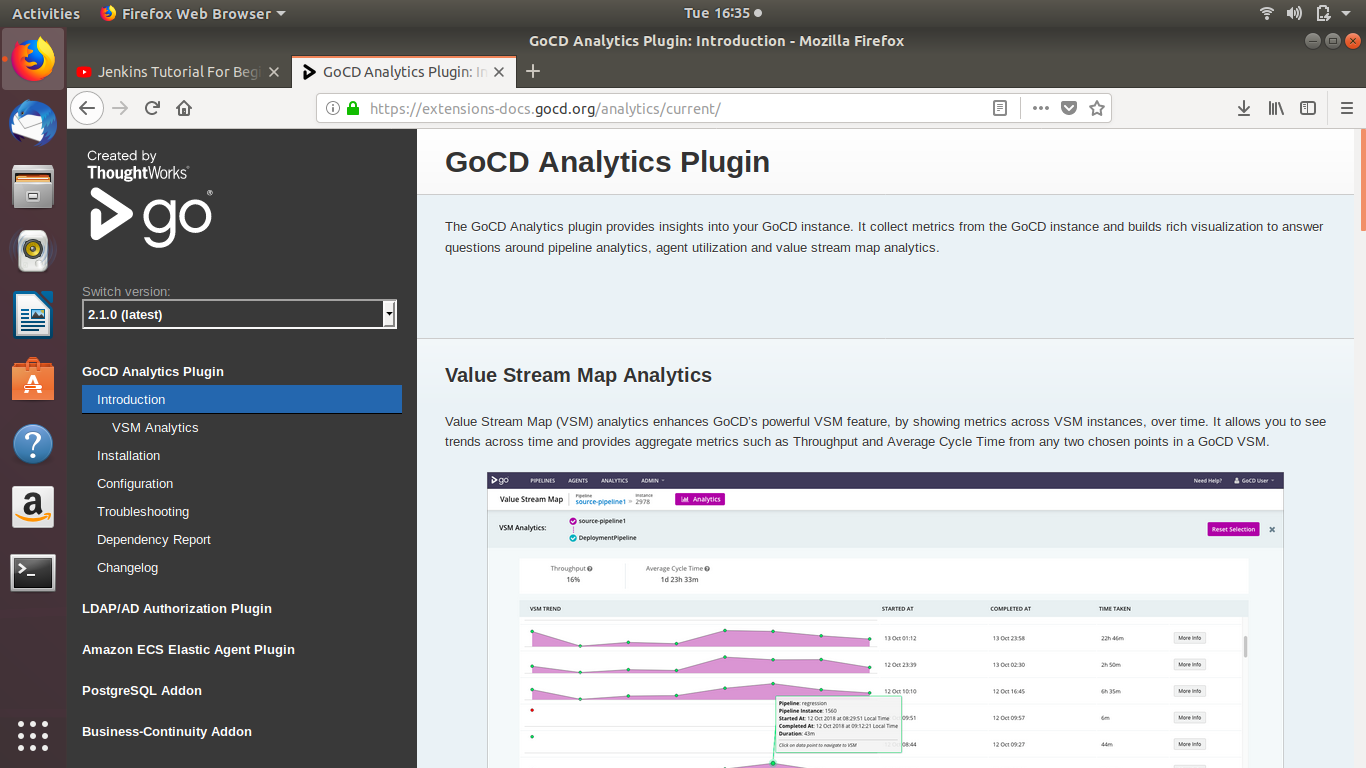 Activities
Firefox Web Browser
Tue 16:35
GoCD Analytics Plugin: Introduction - Mozilla Firefox
Jenkins Tutorial For Begi
GoCD Analytics Plugin: In
https://extensions-docs.gocd.org/analytics/current/
Created by
ThoughtWorks®
go®
Switch version:
2.1.0 (latest)
GoCD Analytics Plugin
Introduction
VSM Analytics
Installation
Configuration
Troubleshooting
Dependency Report
Changelog
LDAP/AD Authorization Plugin
Amazon ECS Elastic Agent Plugin
PostgreSQL Addon
Business-Continuity Addon
GoCD Analytics Plugin
The GoCD Analytics plugin provides insights into your GoCD instance. It collect metrics from the GoCD instance and builds rich visualization to answer
questions around pipeline analytics, agent utilization and value stream map analytics.
Value Stream Map Analytics
Value Stream Map (VSM) analytics enhances GoCD's powerful VSM feature, by showing metrics across VSM instances, over time. It allows you to see
trends across time and provides aggregate metrics such as Throughput and Average Cycle Time from any two chosen points in a GoCD VSM.
go PIPELINES AGENTS ANALYTICS ADMIN Need Help? GoCD User
Value Stream Map Pipeline source-pipeline1 Instance 2978 Analytics
VSM Analytics: source-pipeline1
DeploymentPipeline
Reset Selection
Throughput Average Cycle Time
16% 1d 23h 33m
VSM TREND STARTED AT COMPLETED AT TIME TAKEN
13 Oct 01:12 13 Oct 23:58 22h 46m More Info
12 Oct 23:39 13 Oct 02:30 2h 50m More Info
12 Oct 10:10 12 Oct 16:45 6h 35m More Info
09:51 12 Oct 09:57 6m More Info
08:44 12 Oct 09:27 44m More Info
Pipeline: regression
Pipeline Instance: 1560
Started At: 12 Oct 2018 at 08:29:51 Local Time
Completed At: 12 Oct 2018 at 09:12:21 Local Time
Duration: 43m
Click on data point to navigate to VSM